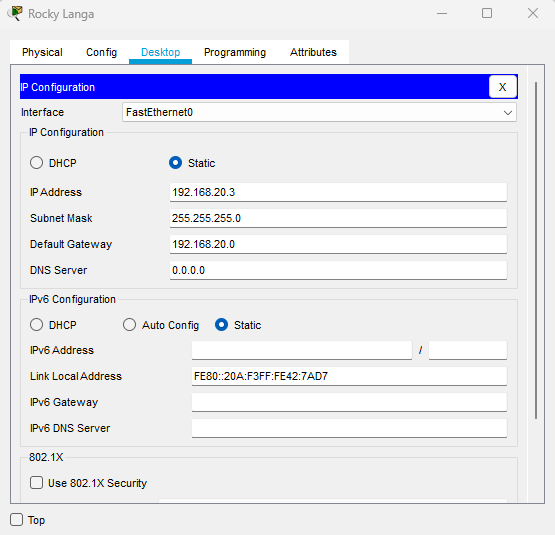 Rocky Langa
Physical Config Desktop Programming Attributes
IP Configuration X
Interface FastEthernet0
IP Configuration
DHCP Static
IP Address 192.168.20.3
Subnet Mask 255.255.255.0
Default Gateway 192.168.20.0
DNS Server 0.0.0.0
IPv6 Configuration
DHCP Auto Config Static
IPv6 Address /
Link Local Address FE80::20A:F3FF:FE42:7AD7
IPv6 Gateway
IPv6 DNS Server
802.1X
Use 802.1X Security
Top